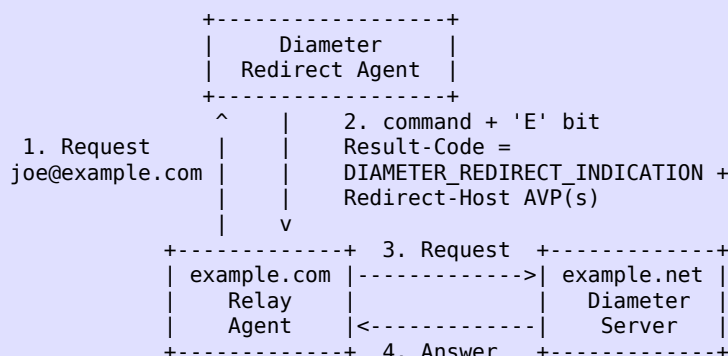 +------------------+
|     Diameter     |
|  Redirect Agent  |
+------------------+
 ^    |    2. command + 'E' bit
1. Request     |    |    Result-Code =
joe@example.com |    |    DIAMETER_REDIRECT_INDICATION +
|    |    Redirect-Host AVP(s)
|    v
+-------------+  3. Request  +-------------+
| example.com |------------->| example.net |
|    Relay    |              |   Diameter  |
|    Agent    |<-------------|    Server   |
+-------------+  4. Answer   +-------------+